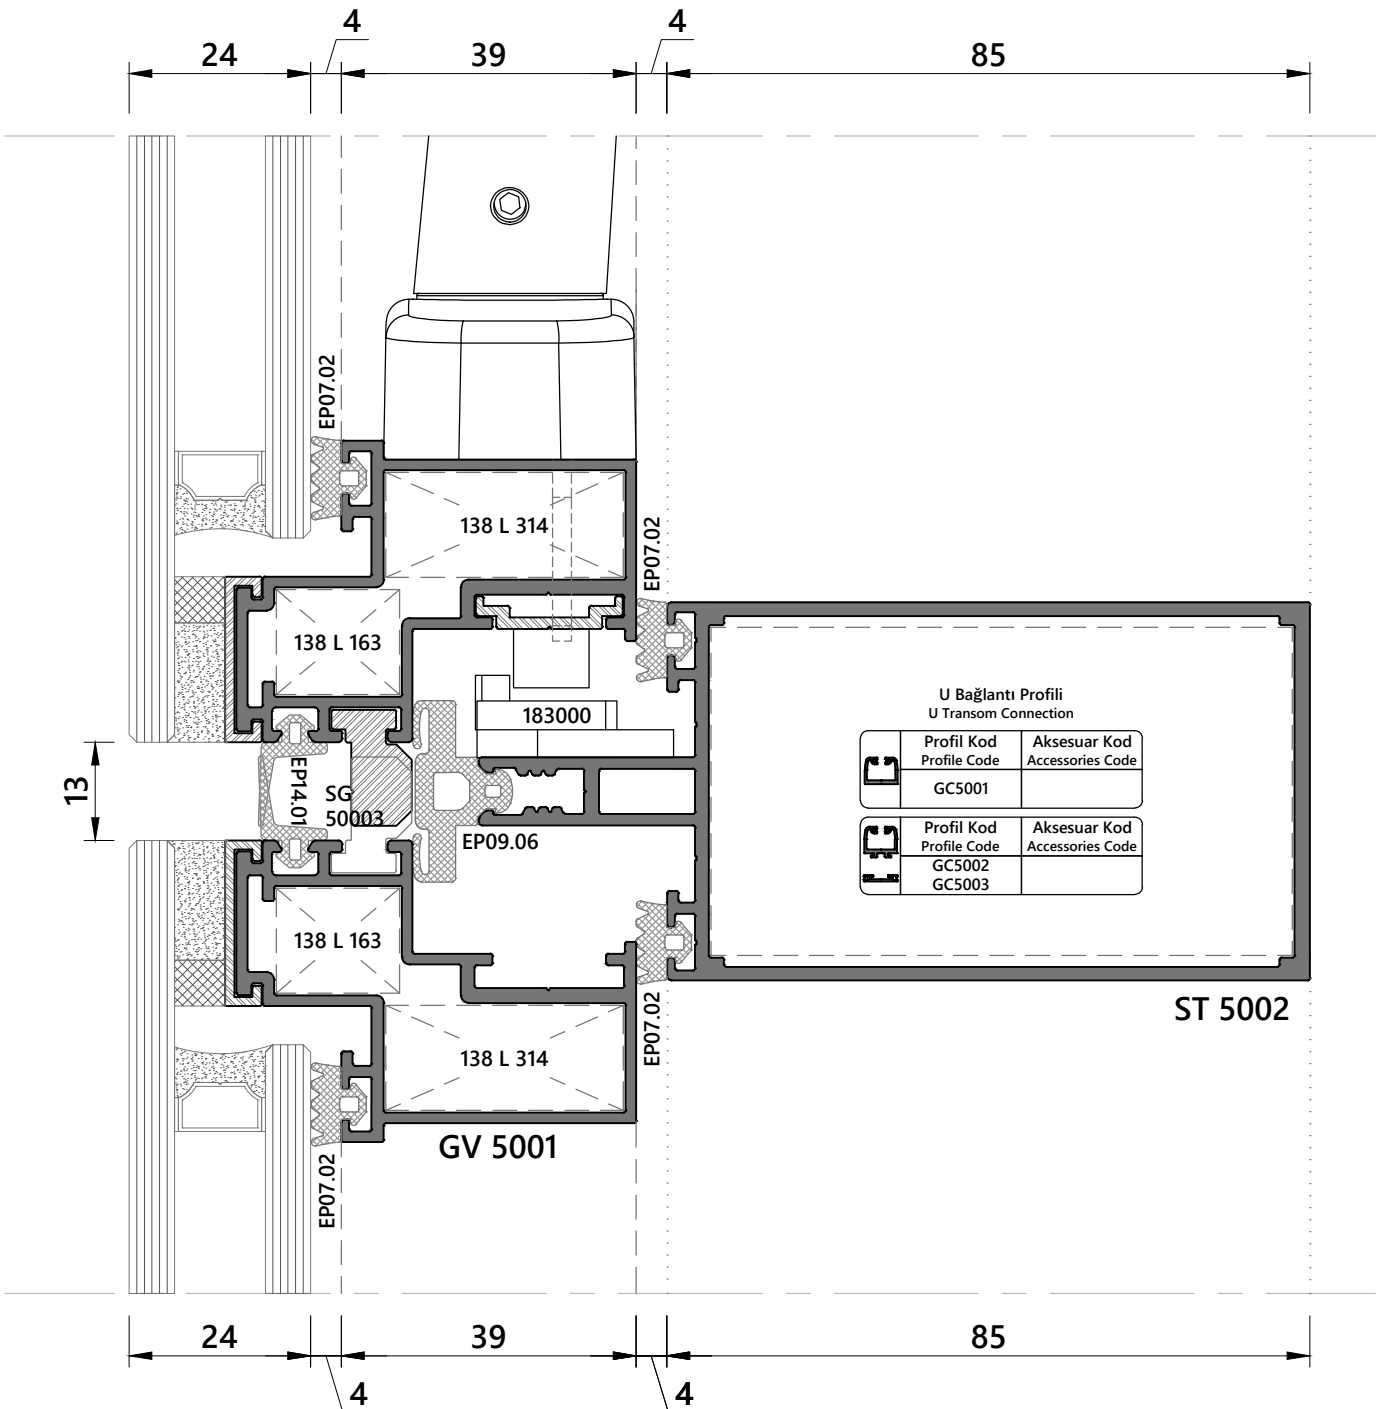 4
4
24
39
85
EP07.02
138 L 314
EP07.02
138 L 163
183000
U Bağlantı Profili
U Transom Connection
Profil Kod
Profile Code
Aksesuar Kod
Accessories Code
GC5001
13
EP14.01
SG
50003
EP09.06
Profil Kod
Profile Code
Aksesuar Kod
Accessories Code
GC5002
GC5003
138 L 163
ST 5002
EP07.02
138 L 314
GV 5001
EP07.02
24
39
85
4
4